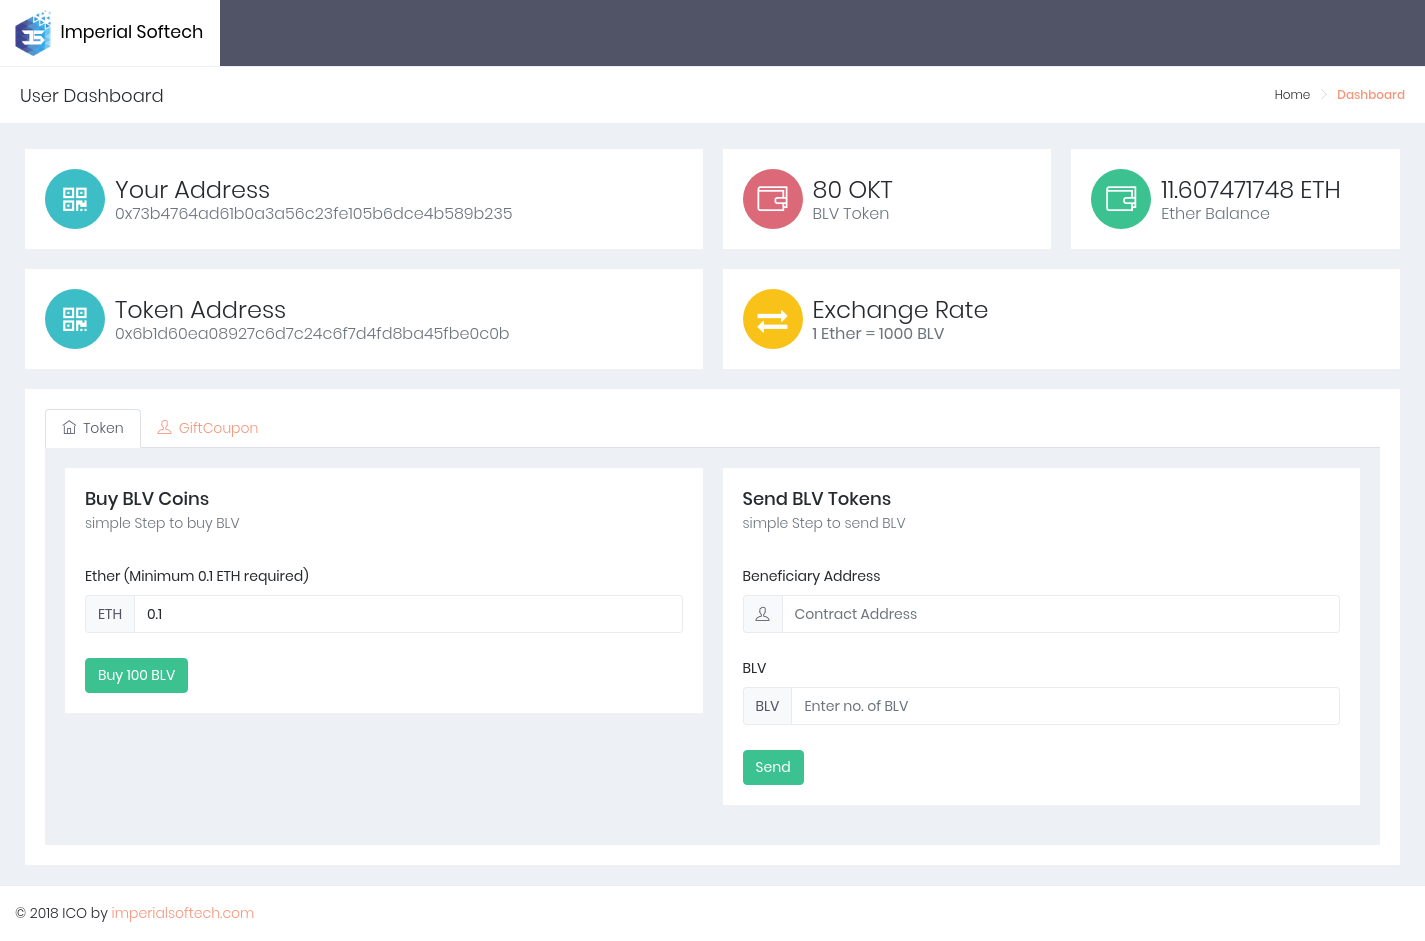 Imperial Softech
User Dashboard
Home
Dashboard
Your Address
0x73b4764ad61b0a3a56c23fe105b6dce4b589b235
80 OKT
BLV Token
11.607471748 ETH
Ether Balance
Token Address
0x6b1d60ea08927c6d7c24c6f7d4fd8ba45fbe0c0b
Exchange Rate
1 Ether = 1000 BLV
Token
GiftCoupon
Buy BLV Coins
simple Step to buy BLV
Ether (Minimum 0.1 ETH required)
ETH
0.1
Buy 100 BLV
Send BLV Tokens
simple Step to send BLV
Beneficiary Address
Contract Address
BLV
BLV
Enter no. of BLV
Send
© 2018 ICO by imperialsoftech.com